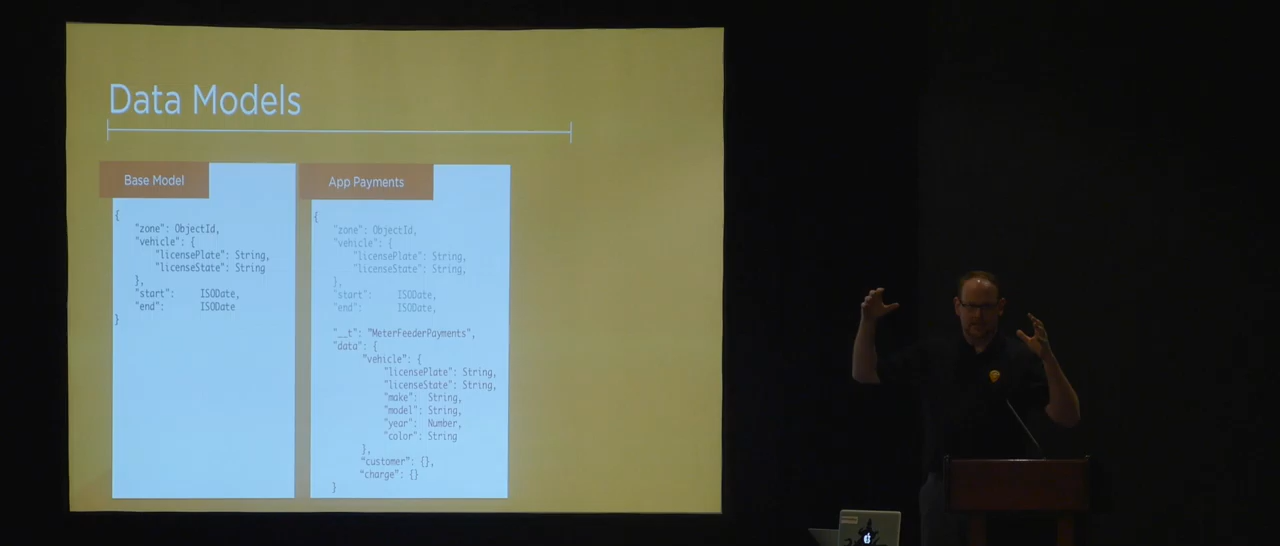 Data Models
Base Model
{
"zone": ObjectId,
"vehicle": {
"licensePlate": String,
"licenseState": String
},
"start": ISODate,
"end": ISODate
}
App Payments
{
"zone": ObjectId,
"vehicle": {
"licensePlate": String,
"licenseState": String,
},
"start": ISODate,
"end": ISODate,
"__t": "MeterFeederPayments",
"data": {
"vehicle": {
"licensePlate": String,
"licenseState": String,
"make": String,
"model": String,
"year": Number,
"color": String
},
"customer": {},
"charge": {}
}